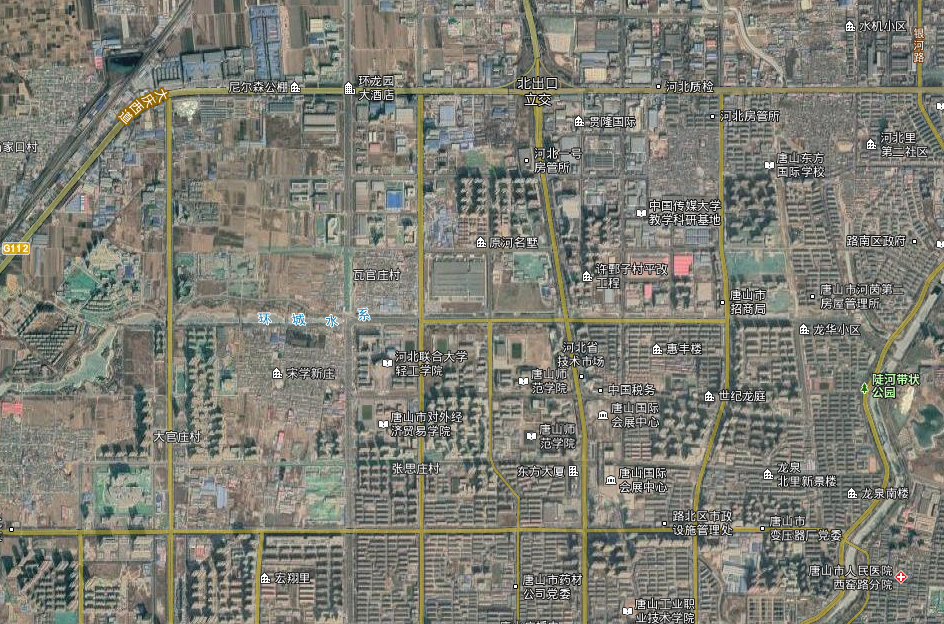 水机小区
银河路
尼尔森公棚
环龙园
大酒店
北出口
立交
河北质检
大庆西道
贯隆国际
河北房管所
河北里
第二社区
家口村
河北一号
房管所
唐山东方
国际学校
中国传媒大学
教学科研基地
G112
原河名墅
路南区政府
瓦官庄村
许野子村平改
工程
唐山市
招商局
唐山市河茵第二
房屋管理所
环城水系
龙华小区
河北联合大学
轻工学院
河北省
技术市场
惠丰楼
宋学新庄
唐山师
范学院
中国税务
世纪龙庭
陡河带状
公园
唐山市对外经
济贸易学院
唐山国际
会展中心
大官庄村
唐山师
范学院
张思庄村
东方大厦
唐山国际
会展中心
龙泉
北里新景楼
龙泉南楼
路北区市政
设施管理处
唐山市
变压器厂党委
宏翔里
唐山市药材
公司党委
唐山市人民医院
西窑路分院
唐山工业职
业技术学院